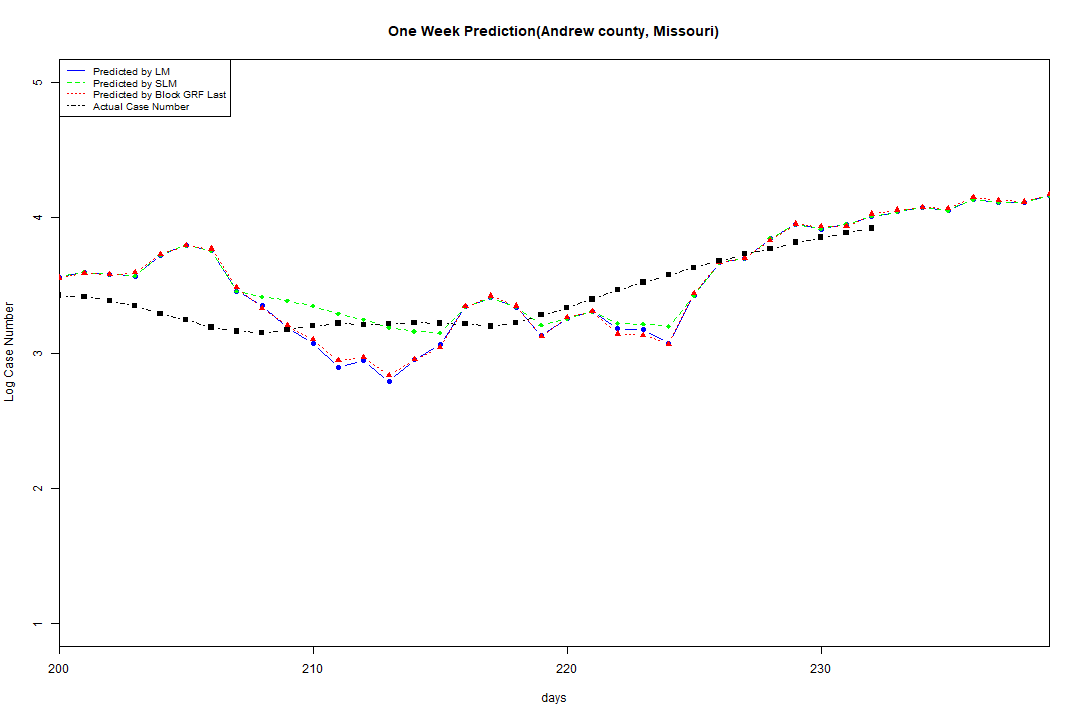 One Week Prediction(Andrew county, Missouri)
Predicted by LM
Predicted by SLM
Predicted by Block GRF Last
Actual Case Number
5
4
3
2
1
Log Case Number
200 210 220 230
days